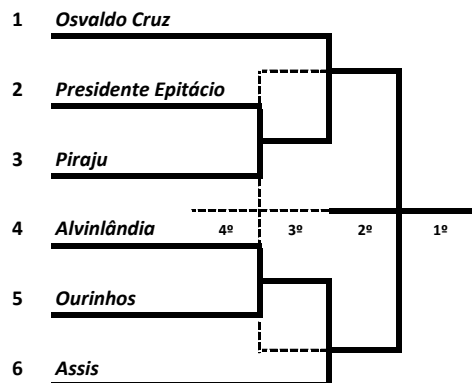 1 Osvaldo Cruz
2 Presidente Epitácio
3 Piraju
4 Alvinlândia 4º 3º 2º 1º
5 Ourinhos
6 Assis